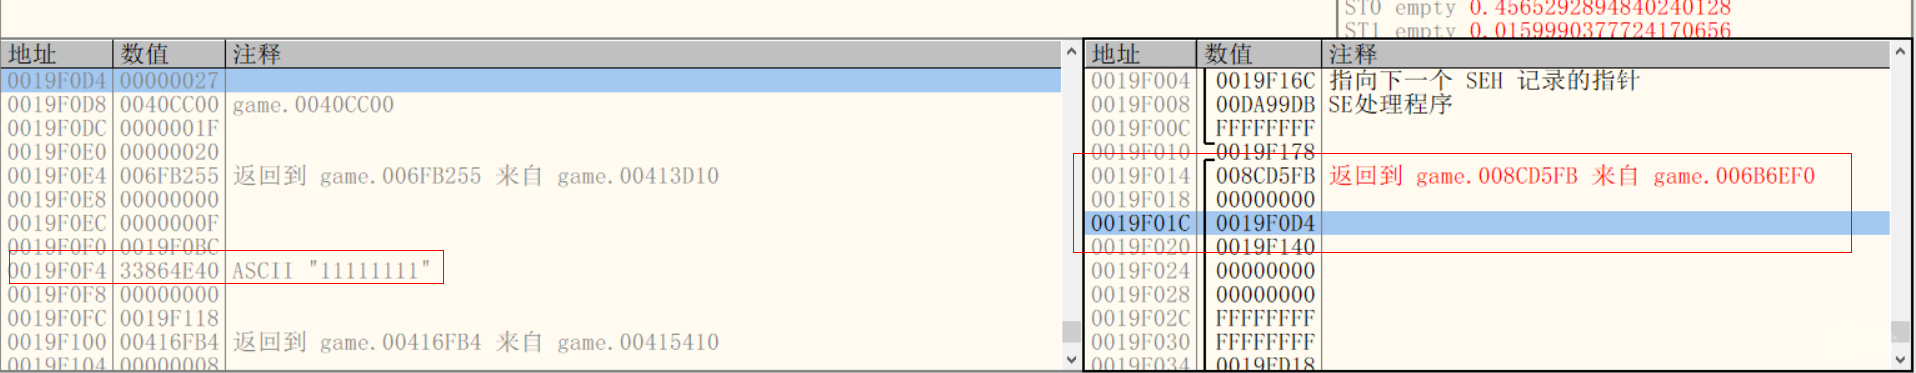 ST0 empty 0.4565292894840240128
ST1 empty 0.0159990377724170656
地址 数值 注释
0019F0D4 00000027
0019F0D8 0040CC00 game.0040CC00
0019F0DC 0000001F
0019F0E0 00000020
0019F0E4 006FB255 返回到 game.006FB255 来自 game.00413D10
0019F0E8 00000000
0019F0EC 0000000F
0019F0F0 0019F0BC
0019F0F4 33864E40 ASCII "11111111"
0019F0F8 00000000
0019F0FC 0019F118
0019F100 00416FB4 返回到 game.00416FB4 来自 game.00415410
0019F104 00000008
地址 数值 注释
0019F004 0019F16C 指向下一个 SEH 记录的指针
0019F008 00DA99DB SE处理程序
0019F00C FFFFFFFF
0019F010 0019F178
0019F014 008CD5FB 返回到 game.008CD5FB 来自 game.006B6EF0
0019F018 00000000
0019F01C 0019F0D4
0019F020 0019F140
0019F024 00000000
0019F028 00000000
0019F02C FFFFFFFF
0019F030 FFFFFFFF
0019F034 0019FD18